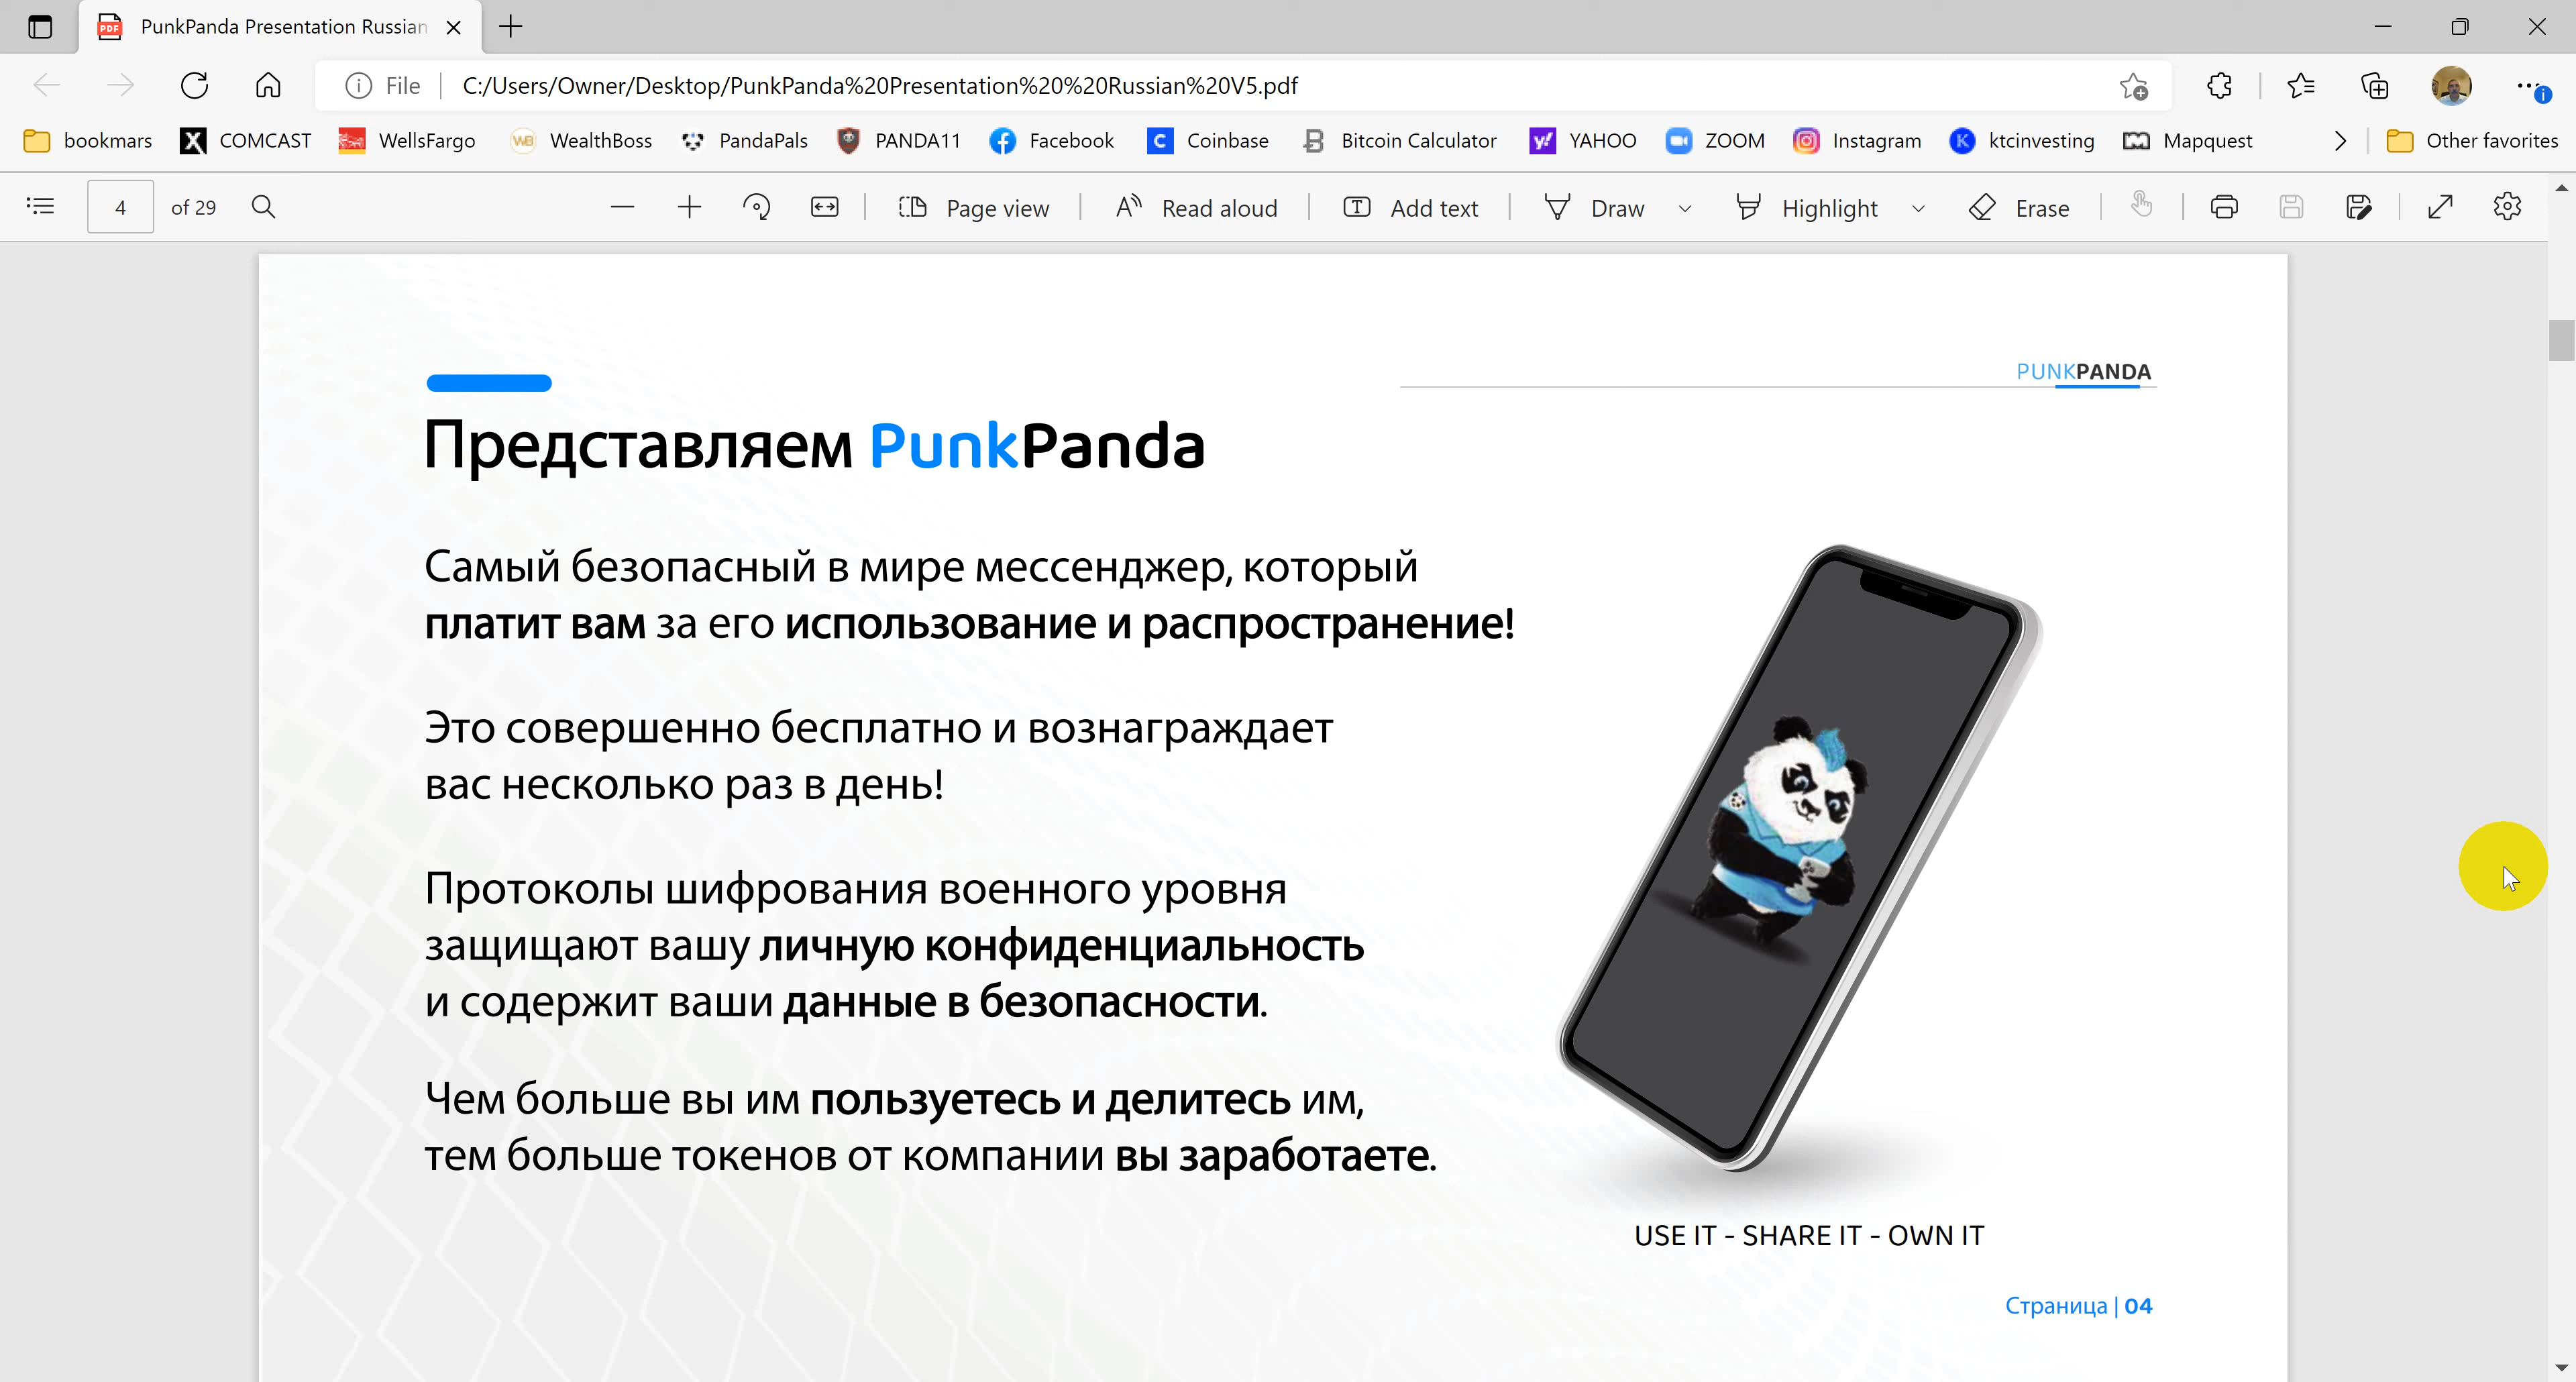 PunkPanda Presentation Russian
File
C:/Users/Owner/Desktop/PunkPanda%20Presentation%20%20Russian%20V5.pdf
bookmars COMCAST WellsFargo WealthBoss PandaPals PANDA11 Facebook Coinbase Bitcoin Calculator YAHOO ZOOM Instagram ktcinvesting Mapquest Other favorites
4 of 29 Page view Read aloud Add text Draw Highlight Erase
PUNKPANDA
Представляем PunkPanda
Самый безопасный в мире мессенджер, который
платит вам за его использование и распространение!
Это совершенно бесплатно и вознаграждает
вас несколько раз в день!
Протоколы шифрования военного уровня
защищают вашу личную конфиденциальность
и содержит ваши данные в безопасности.
Чем больше вы им пользуетесь и делитесь им,
тем больше токенов от компании вы заработаете.
USE IT - SHARE IT - OWN IT
Страница | 04